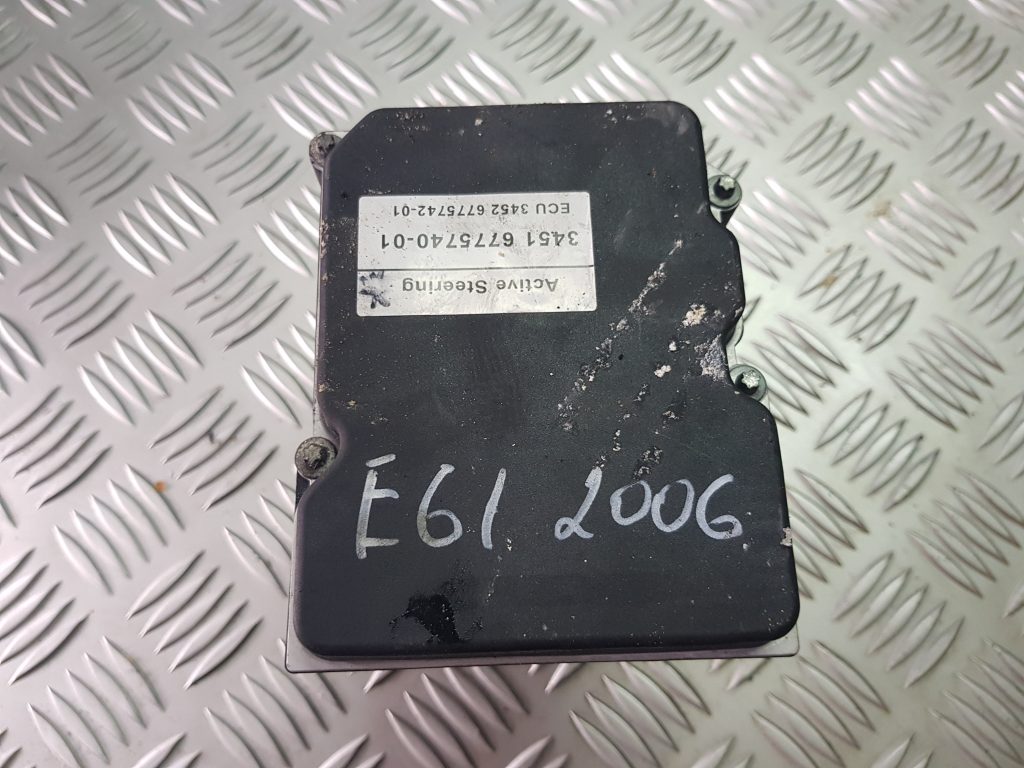 Active Steering
3451 6775740-01
ECU 3452 6775742-01
E61 2006